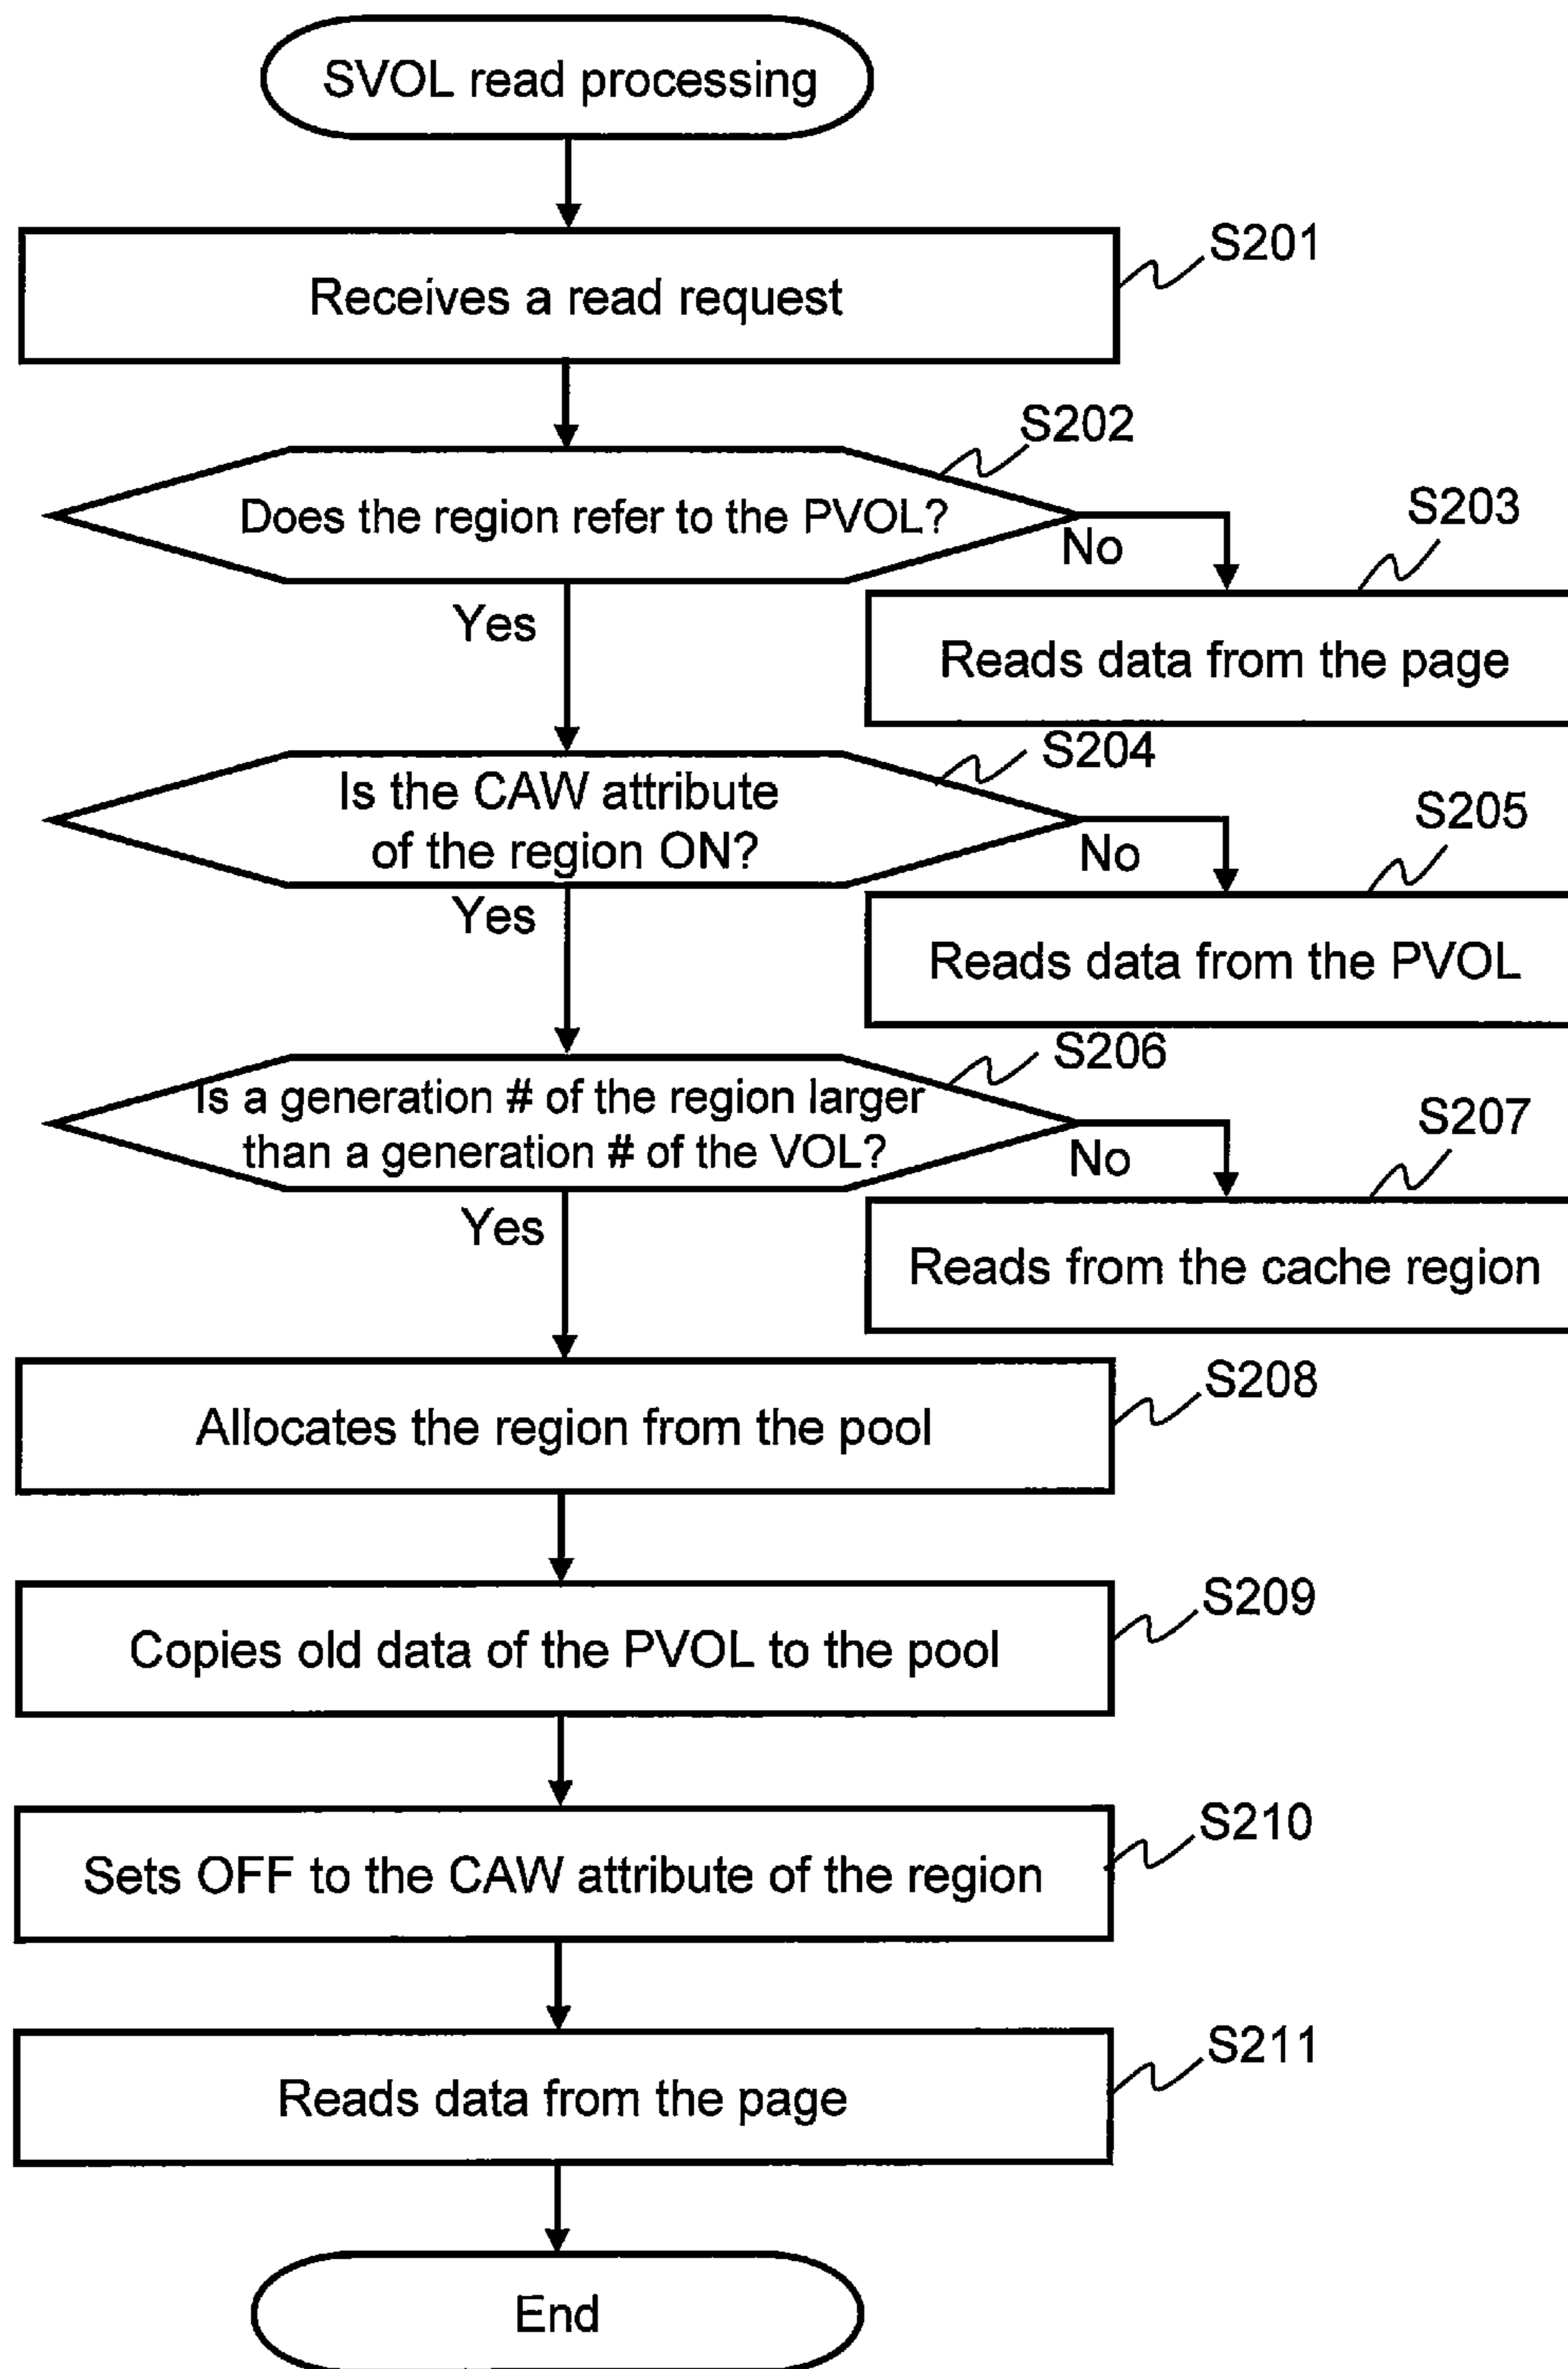 SVOL read processing
S201
Receives a read request
S202
Does the region refer to the PVOL?
No
S203
Yes
Reads data from the page
S204
Is the CAW attribute
of the region ON?
No
S205
Yes
Reads data from the PVOL
S206
Is a generation # of the region larger
than a generation # of the VOL?
No
S207
Yes
Reads from the cache region
S208
Allocates the region from the pool
S209
Copies old data of the PVOL to the pool
S210
Sets OFF to the CAW attribute of the region
S211
Reads data from the page
End